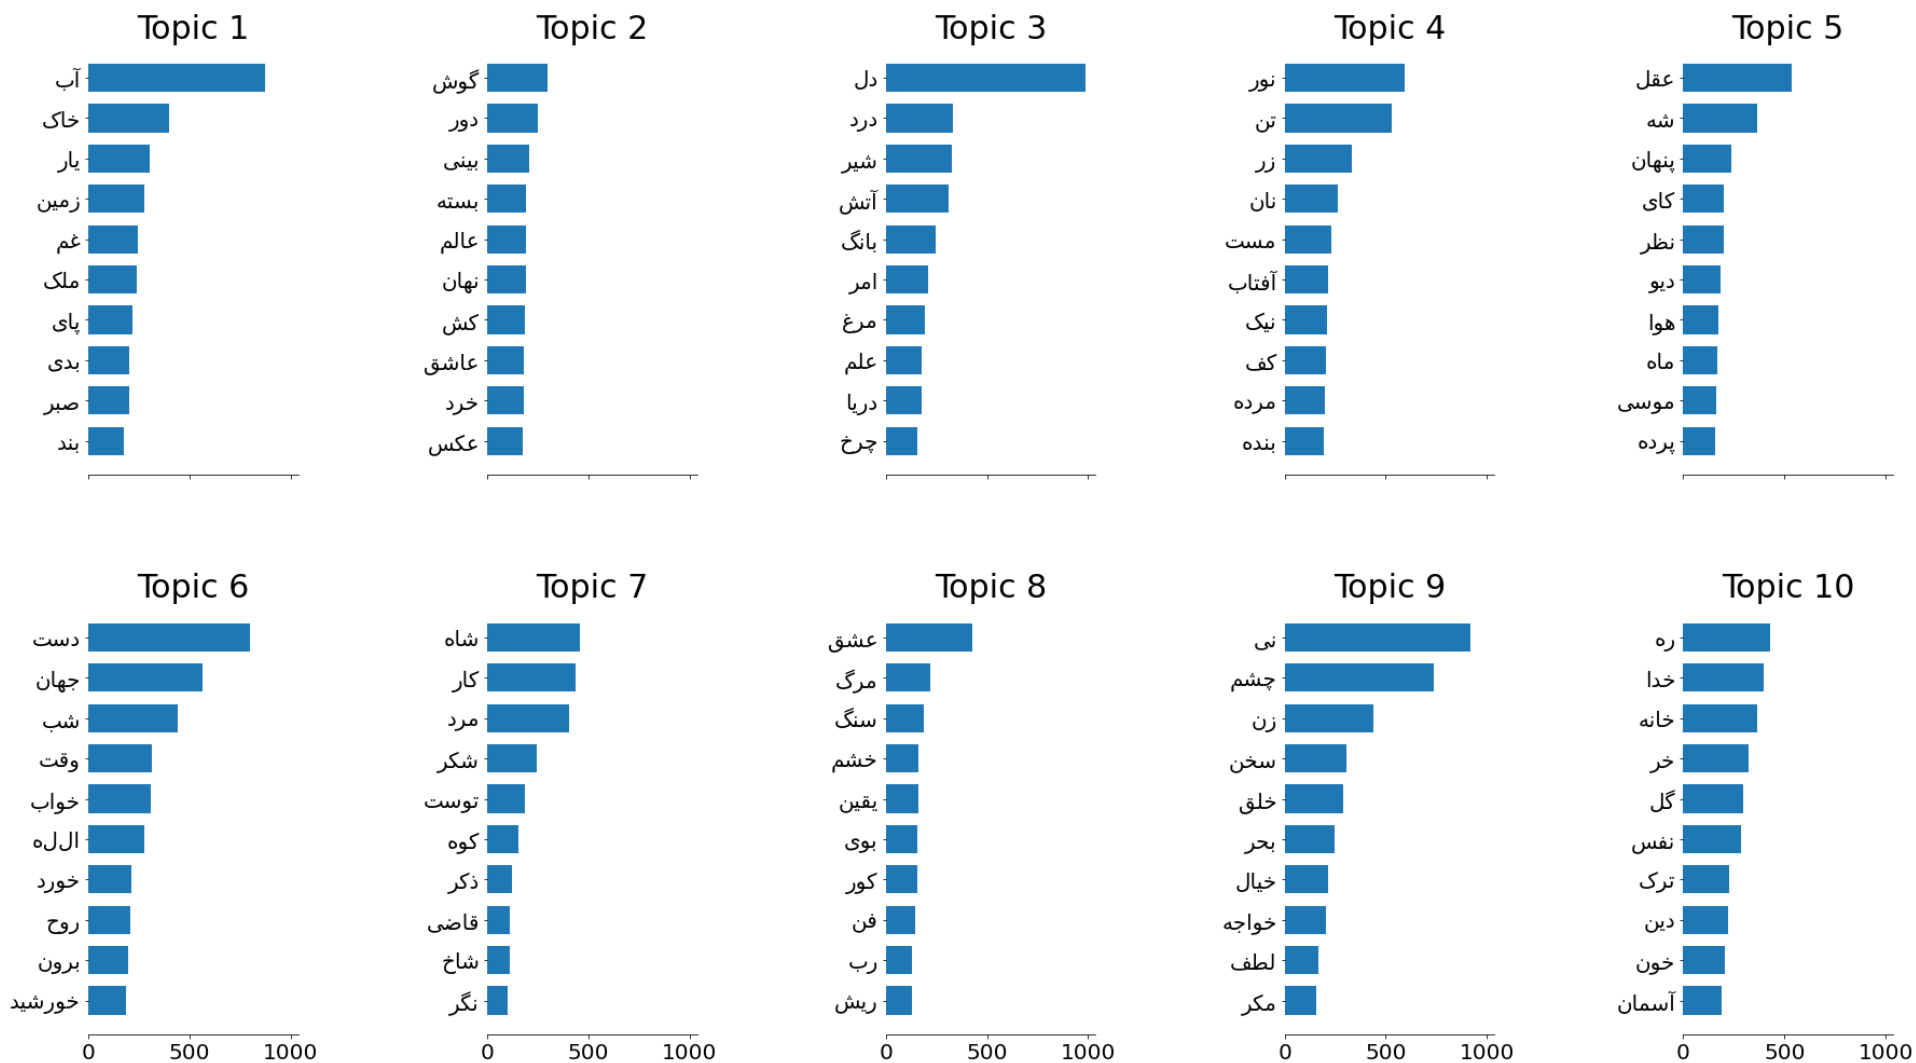 Topic 1
آب
خاک
یار
زمین
غم
ملک
پای
بدی
صبر
بند
Topic 2
گوش
دور
بینی
بسته
عالم
نهان
کش
عاشق
خرد
عکس
Topic 3
دل
درد
شیر
آتش
بانگ
امر
مرغ
علم
دریا
چرخ
Topic 4
نور
تن
زر
نان
مست
آفتاب
نیک
کف
مرده
بنده
Topic 5
عقل
شه
پنهان
کای
نظر
دیو
هوا
ماه
موسی
پرده
Topic 6
دست
جهان
شب
وقت
خواب
الله
خورد
روح
برون
خورشید
0 500 1000
Topic 7
شاه
کار
مرد
شکر
توست
کوه
ذکر
قاضی
شاخ
نگر
0 500 1000
Topic 8
عشق
مرگ
سنگ
خشم
یقین
بوی
کور
فن
رب
ریش
0 500 1000
Topic 9
نی
چشم
زن
سخن
خلق
بحر
خیال
خواجه
لطف
مکر
0 500 1000
Topic 10
ره
خدا
خانه
خر
گل
نفس
ترک
دین
خون
آسمان
0 500 1000